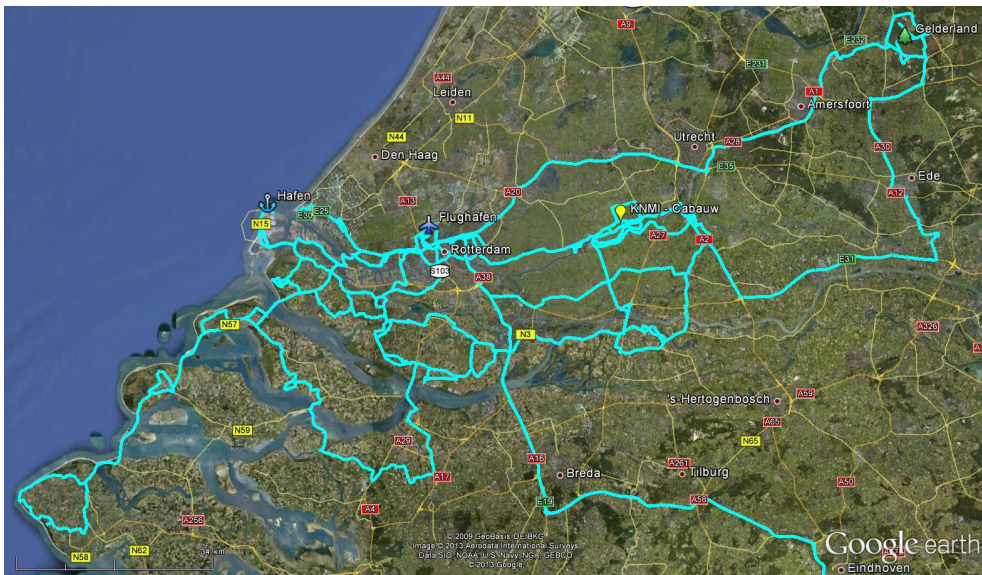 A9
Gelderland
E232
E231
A44
A1
Leiden
Amersfoort
N11
N44
Utrecht
A28
Den Haag
A30
E35
Ede
A20
A12
Hafen
A13
E25
E30
KNMI - Cabauw
Flughafen
N15
A27
A2
Rotterdam
E31
S103
A38
N57
A326
N3
's-Hertogenbosch
A59
A65
N59
N65
A29
A16
A261
Breda
Tilburg
A17
A50
E19
A58
A4
A256
© 2009 GeoBasis-DE/BKG
Image © 2013 Aerodata International Surveys
Data SIO, NOAA, U.S. Navy, NGA, GEBCO
© 2013 Google
34 km
N62
N58
Google earth
Eindhoven